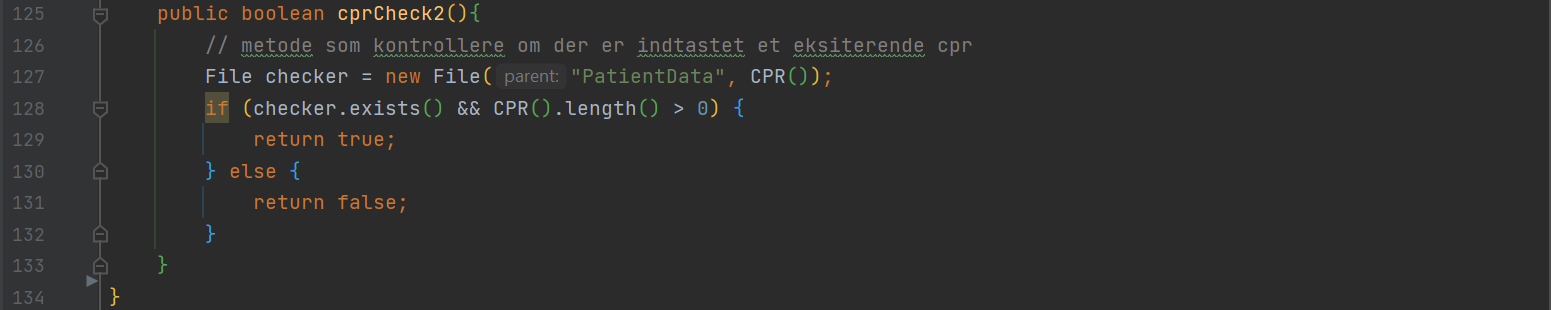 125 public boolean cprCheck2(){
126 // metode som kontrollere om der er indtastet et eksiterende cpr
127 File checker = new File( parent: "PatientData", CPR());
128 if (checker.exists() && CPR().length() > 0) {
129 return true;
130 } else {
131 return false;
132 }
133 }
134 }